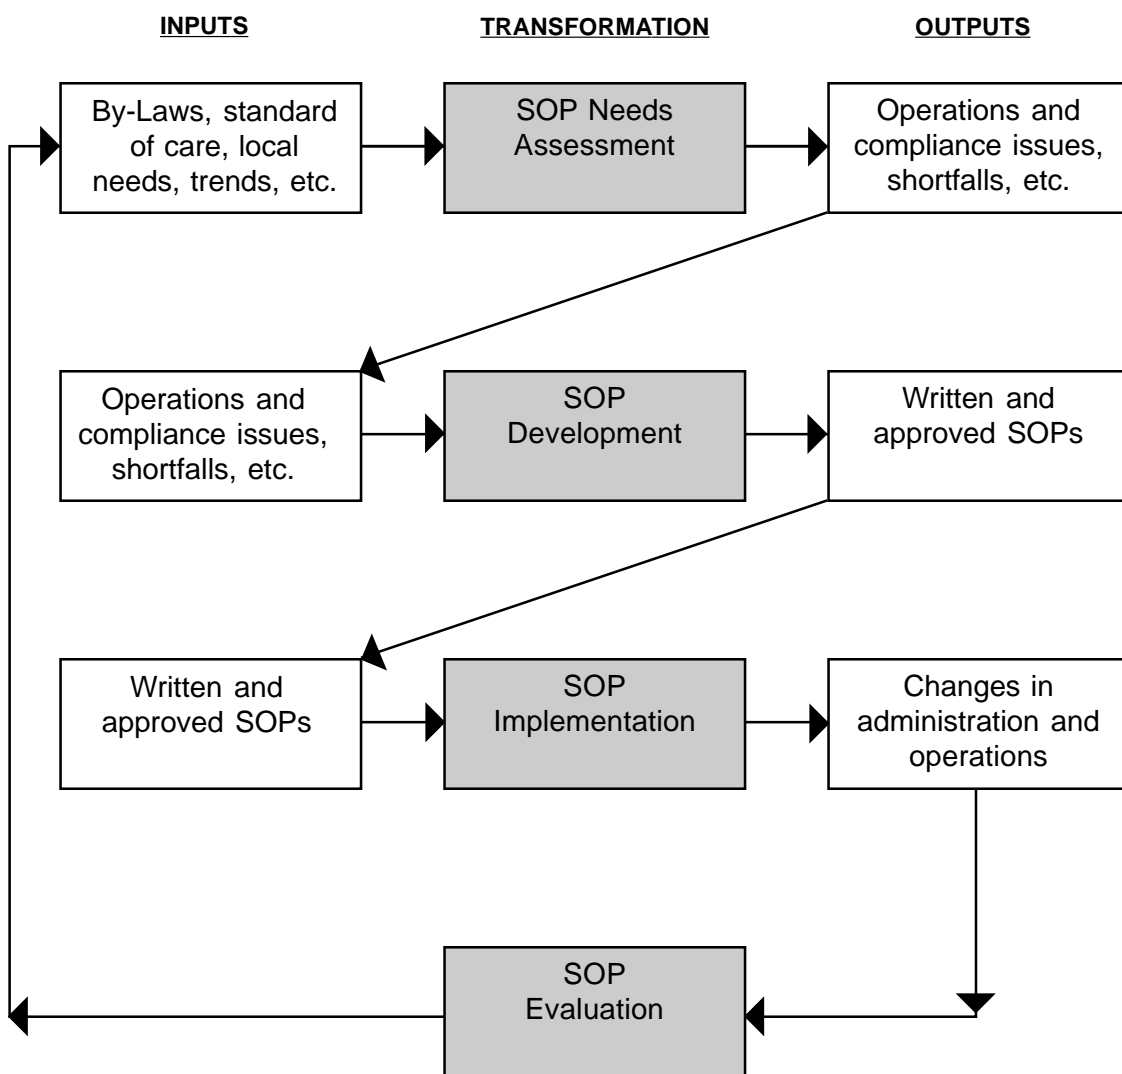 INPUTS
TRANSFORMATION
OUTPUTS
By-Laws, standard
of care, local
needs, trends, etc.
SOP Needs
Assessment
Operations and
compliance issues,
shortfalls, etc.
Operations and
compliance issues,
shortfalls, etc.
SOP
Development
Written and
approved SOPs
Written and
approved SOPs
SOP
Implementation
Changes in
administration and
operations
SOP
Evaluation